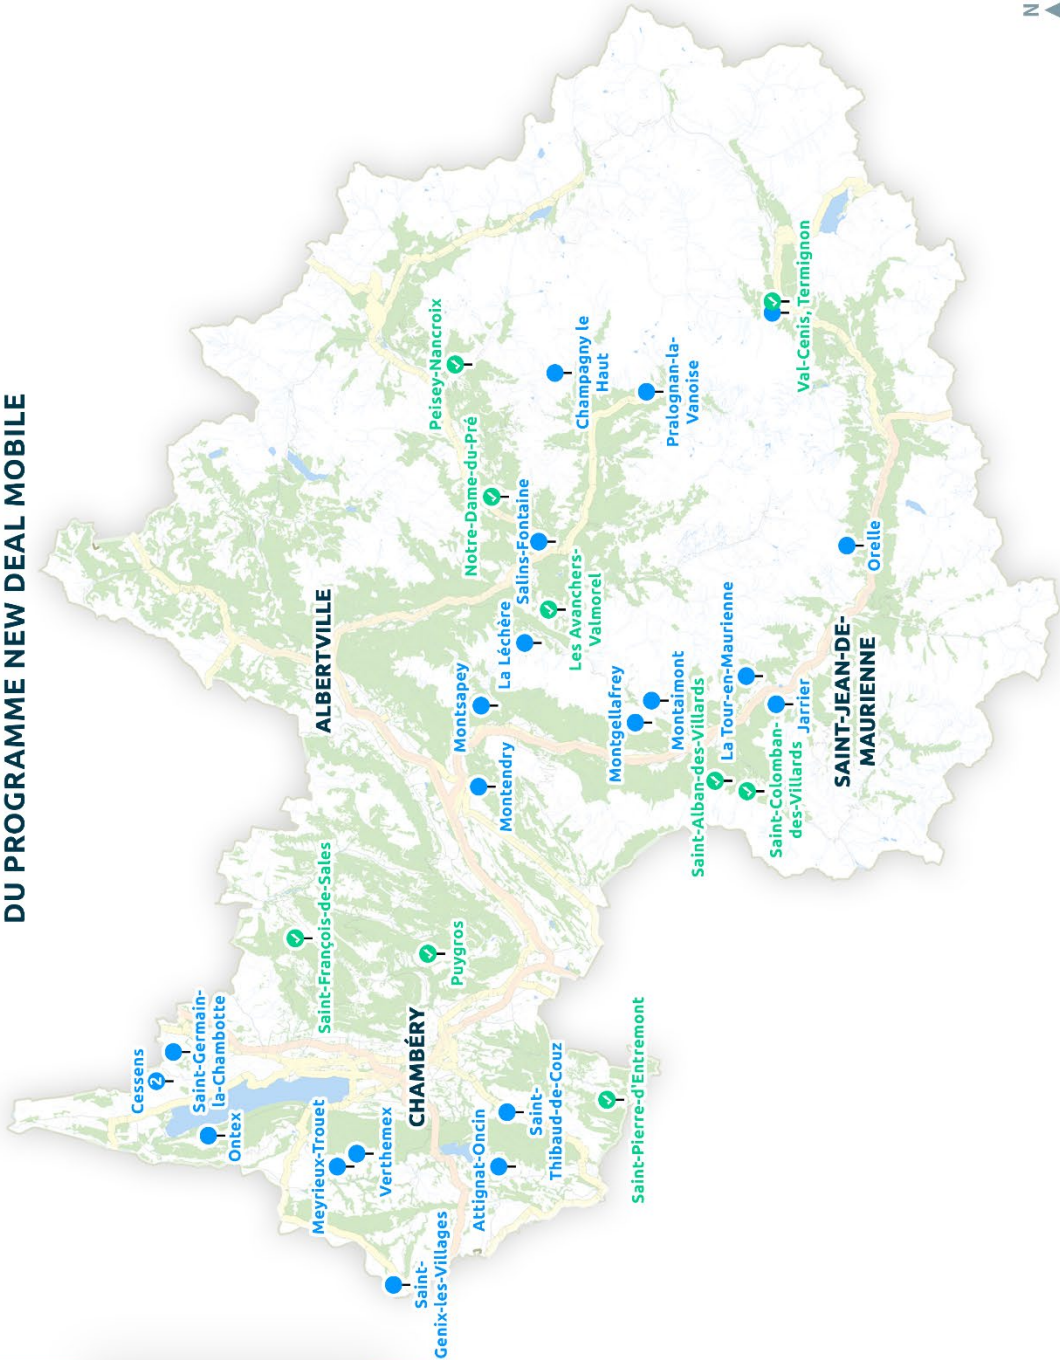 DU PROGRAMME NEW DEAL MOBILE
N
Cessens
2
Saint-Germain-
la-Chambotte
Ontex
Saint-François-de-Sales
ALBERTVILLE
Meyrieux-Trouet
Verthemex
Saint-
Genix-les-Villages
CHAMBÉRY
Puygros
Attignat-Oncin
Saint-
Thibaud-de-Couz
Saint-Pierre-d'Entremont
Peisey-Nancroix
Notre-Dame-du-Pré
Montsapey
Montendry
La Léchère
Salins-Fontaine
Les Avanchers-
Valmorel
Champagny le
Haut
Pralognan-la-
Vanoise
Montgellafrey
Montaimont
Saint-Alban-des-Villards
La Tour-en-Maurienne
Saint-Colomban-
des-Villards
Jarrier
Val-Cenis, Termignon
SAINT-JEAN-DE-
MAURIENNE
Orelle